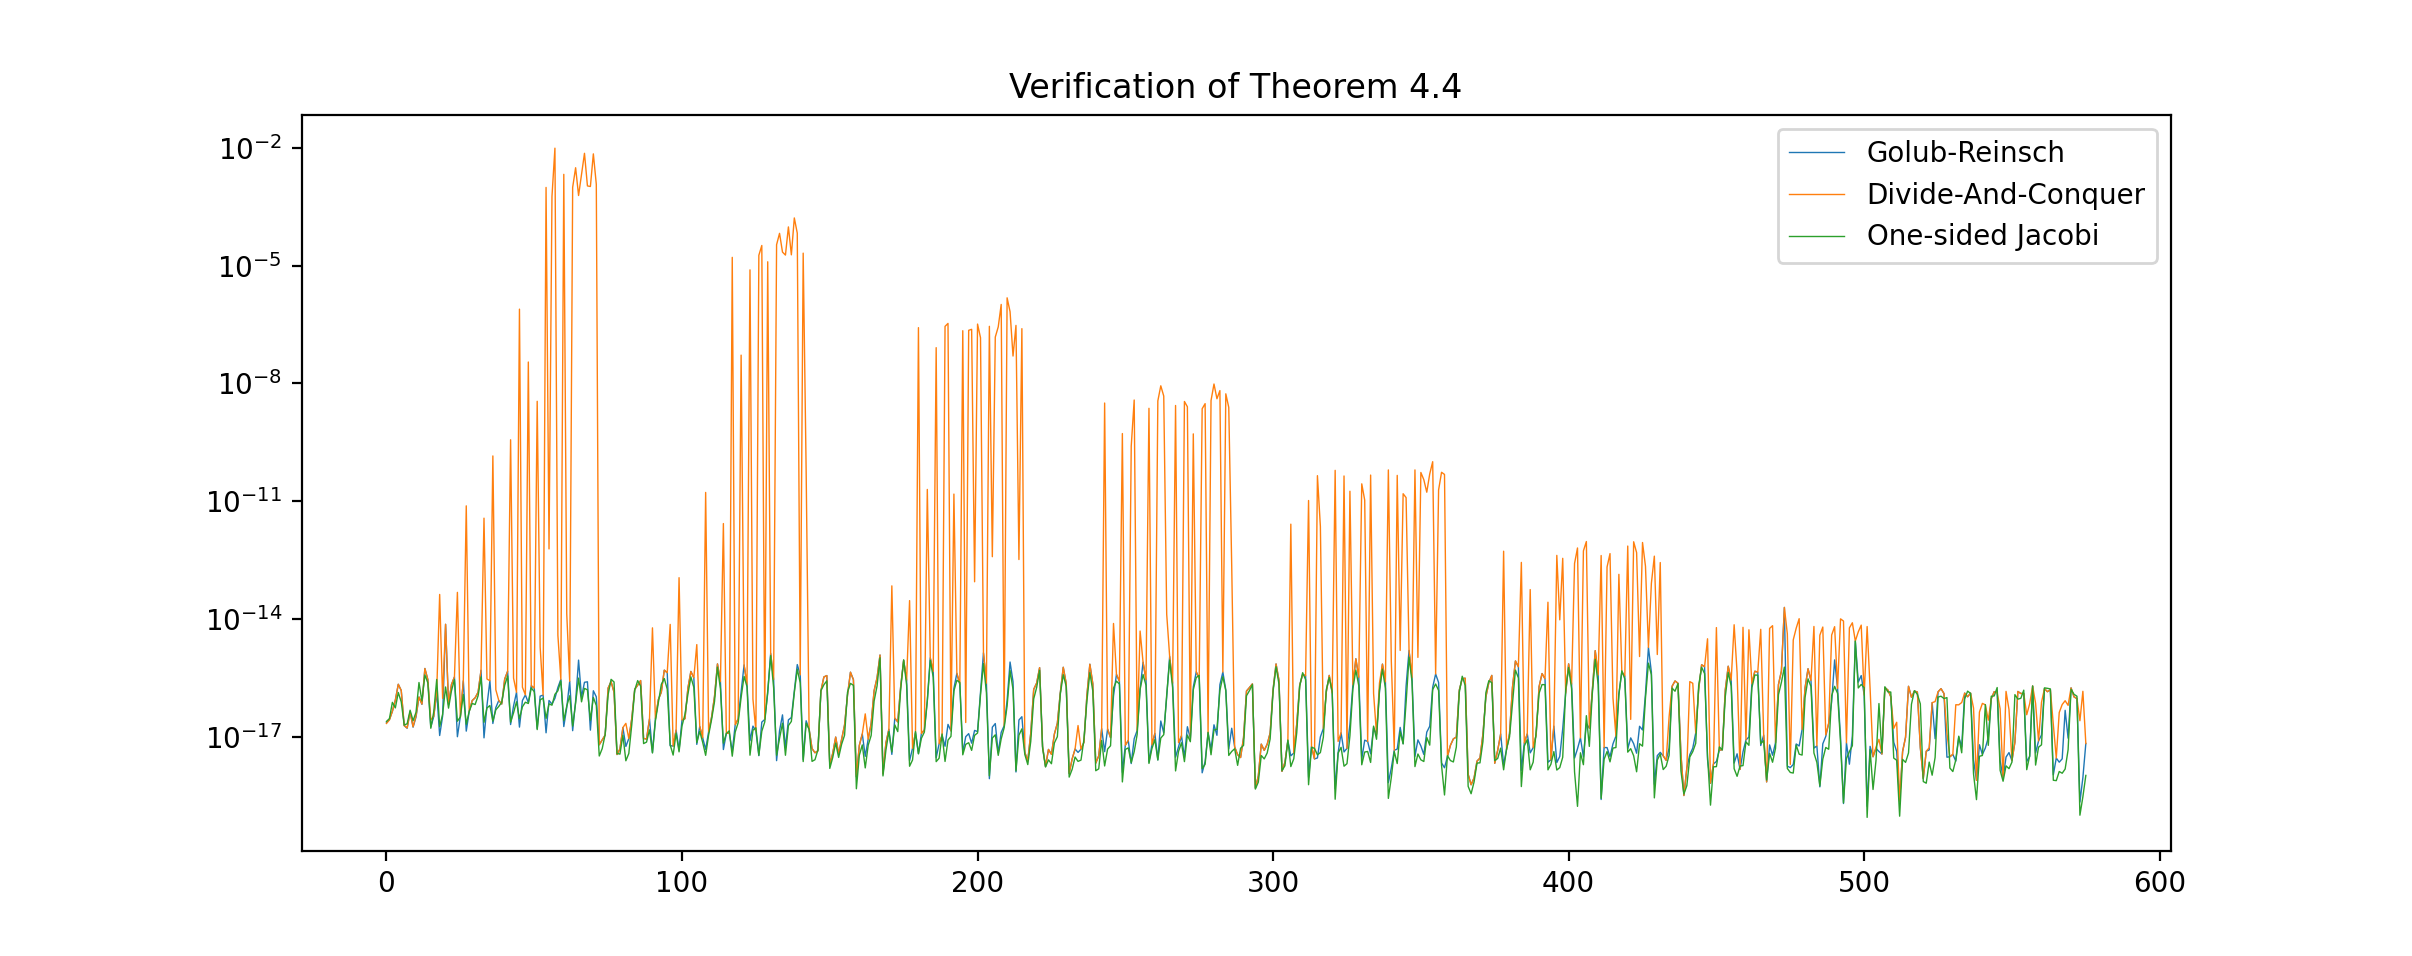 Verification of Theorem 4.4
Golub-Reinsch
Divide-And-Conquer
One-sided Jacobi
10⁻²
10⁻⁵
10⁻⁸
10⁻¹¹
10⁻¹⁴
10⁻¹⁷
0 100 200 300 400 500 600